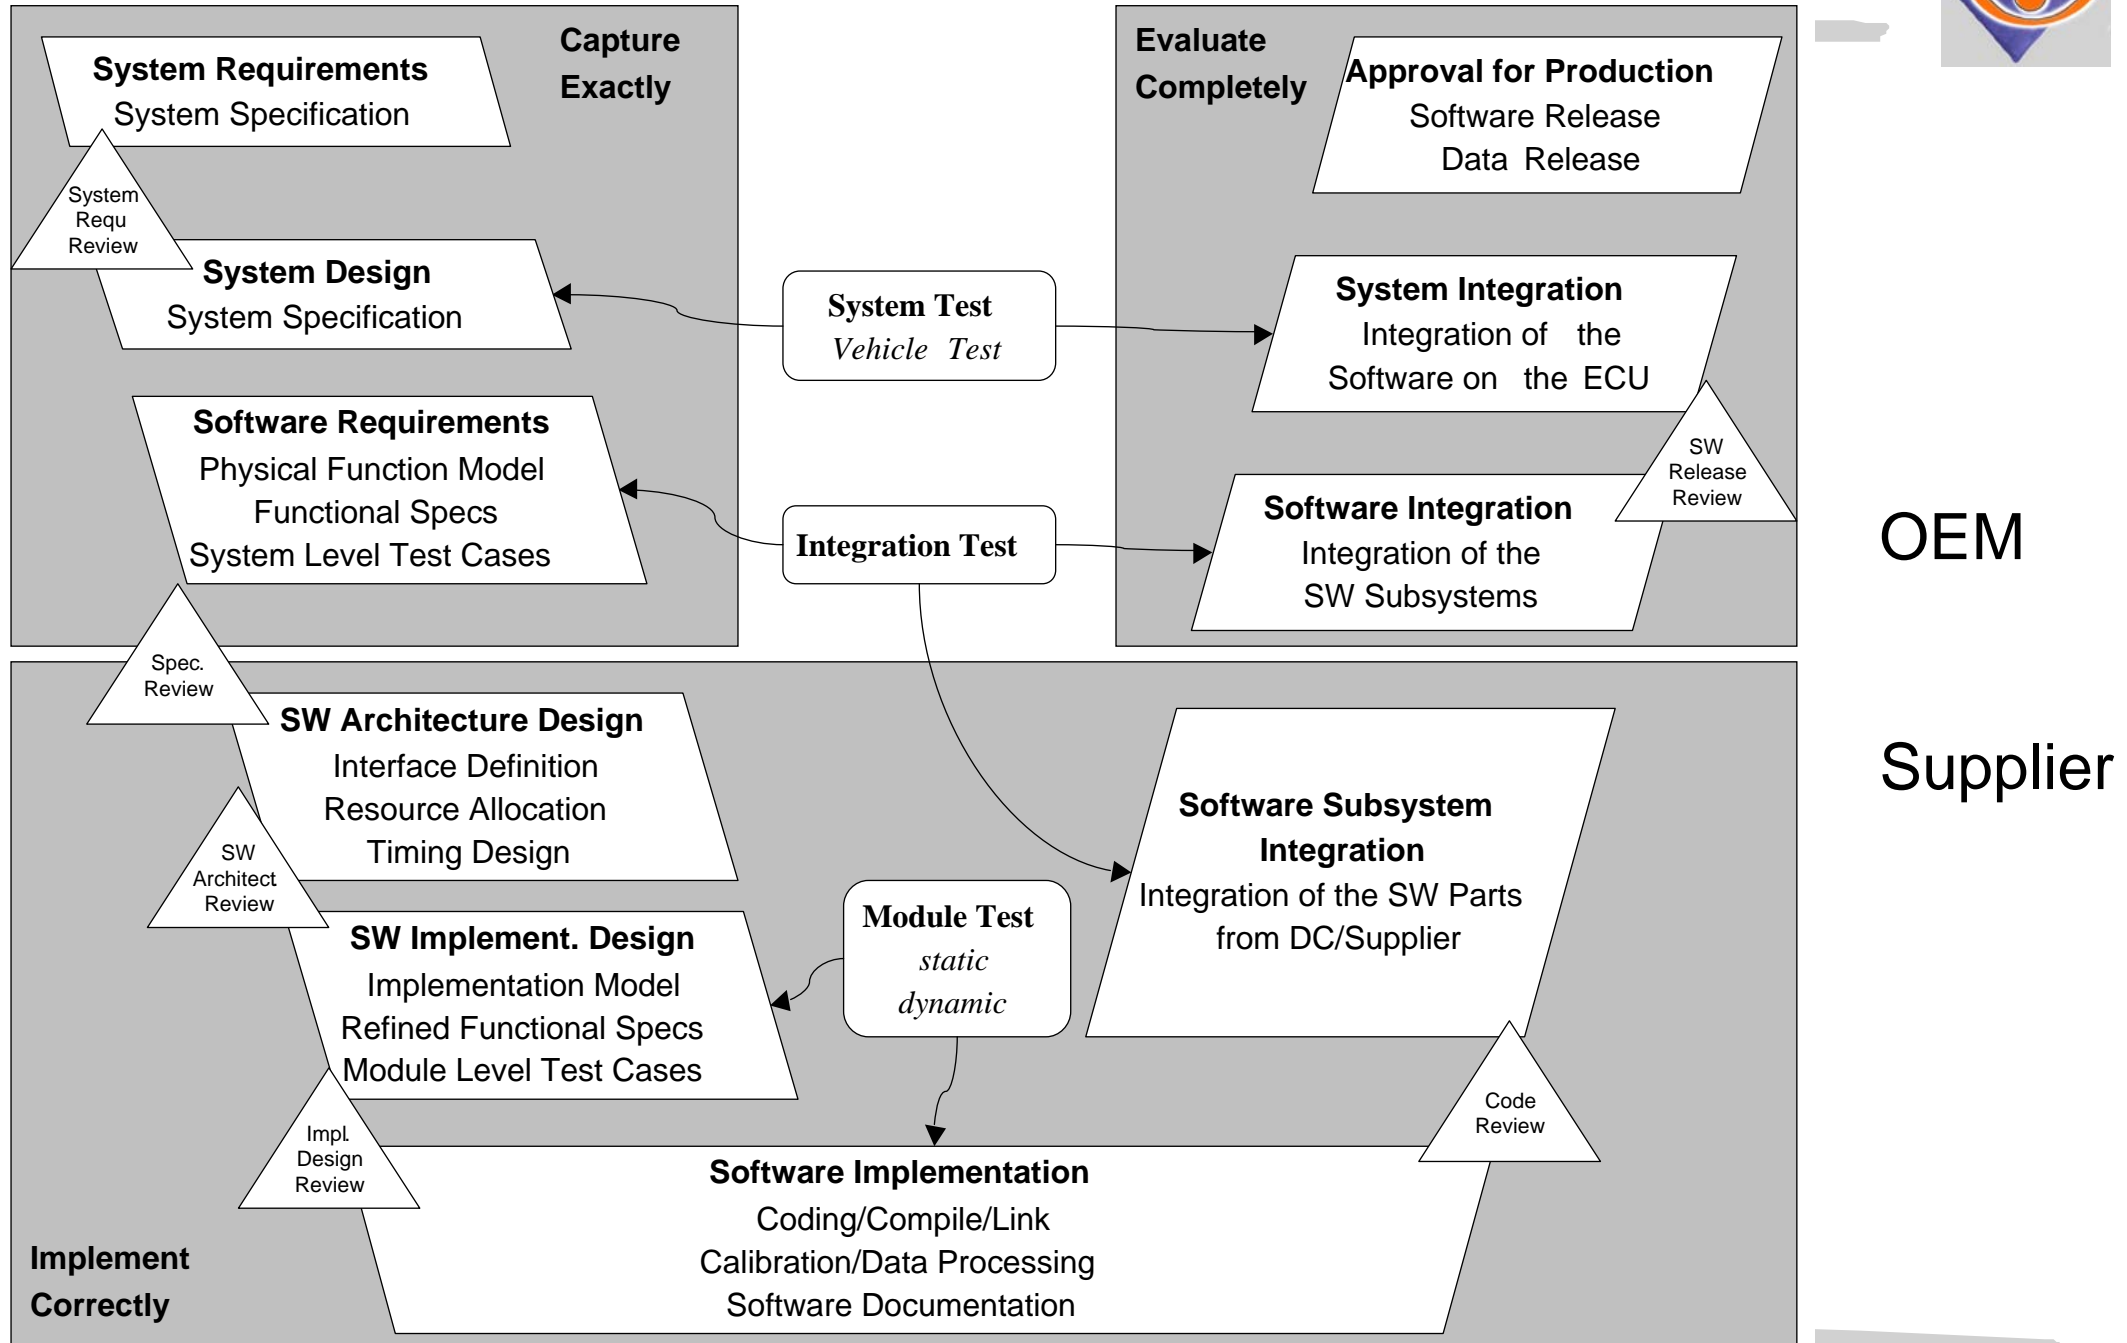 Capture
Exactly
System Requirements
System Specification
System
Requ
Review
System Design
System Specification
Software Requirements
Physical Function Model
Functional Specs
System Level Test Cases
System Test
Vehicle Test
Integration Test
Evaluate
Completely
Approval for Production
Software Release
Data Release
System Integration
Integration of the
Software on the ECU
SW
Release
Review
Software Integration
Integration of the
SW Subsystems
OEM
Spec.
Review
SW Architecture Design
Interface Definition
Resource Allocation
Timing Design
SW
Architect.
Review
SW Implement. Design
Implementation Model
Refined Functional Specs
Module Level Test Cases
Module Test
static
dynamic
Software Subsystem
Integration
Integration of the SW Parts
from DC/Supplier
Supplier
Impl.
Design
Review
Code
Review
Software Implementation
Coding/Compile/Link
Calibration/Data Processing
Software Documentation
Implement
Correctly